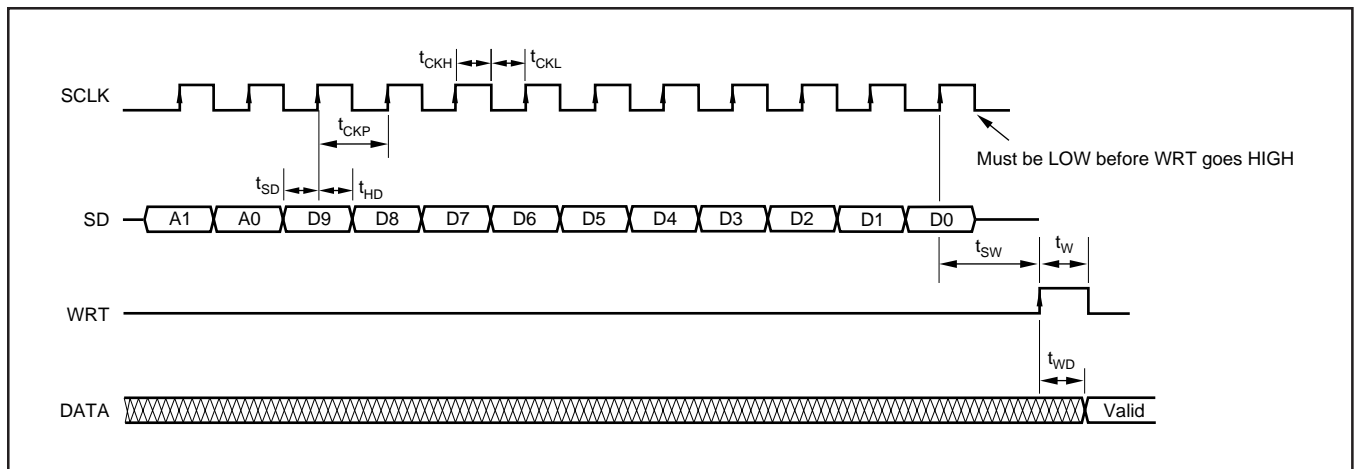 tCKH tCKL
SCLK
tCKP
Must be LOW before WRT goes HIGH
tSD tHD
SD A1 A0 D9 D8 D7 D6 D5 D4 D3 D2 D1 D0
tSW tW
WRT
tWD
DATA Valid